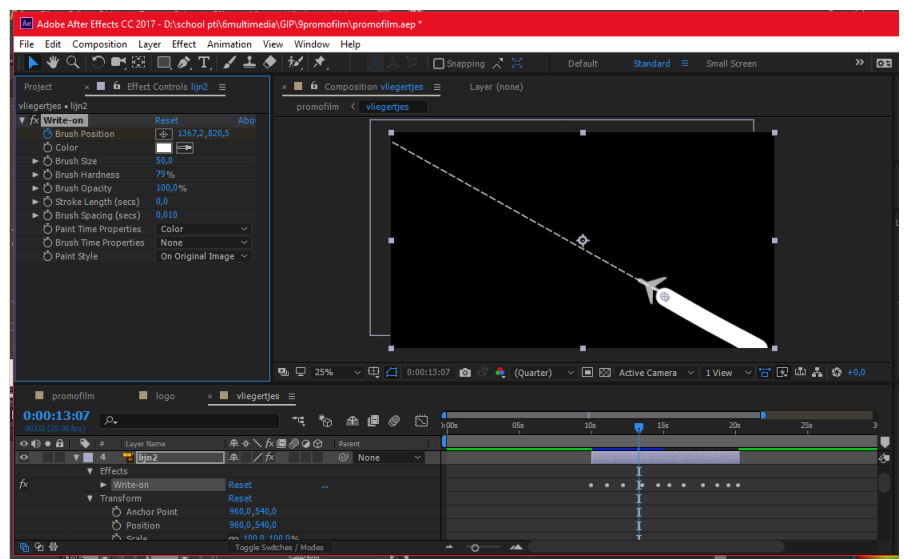 Adobe After Effects CC 2017 - D:\school pti\6multimedia\GIP\9promofilm\promofilm.aep *
File Edit Composition Layer Effect Animation View Window Help
Snapping Default Standard Small Screen
Project Effect Controls lijn2 Composition vliegertjes Layer (none)
vliegertjes • lijn2 promofilm vliegertjes
fx Write-on Reset Abo
Brush Position 1367,2,820,5
Color
Brush Size 50,0
Brush Hardness 79%
Brush Opacity 100,0%
Stroke Length (secs) 0,0
Brush Spacing (secs) 0,010
Paint Time Properties Color
Brush Time Properties None
Paint Style On Original Image
25% 0:00:13:07 (Quarter) Active Camera 1 View +0,0
promofilm logo vliegertjes
0:00:13:07
00332 (25.00 fps)
):00s 05s 10s 15s 20s 25s 3
# Layer Name Parent
4 lijn2 None
Effects
fx Write-on Reset ...
Transform Reset
Anchor Point 960,0,540,0
Position 960,0,540,0
Scale 100,0,100,0%
Toggle Switches / Modes